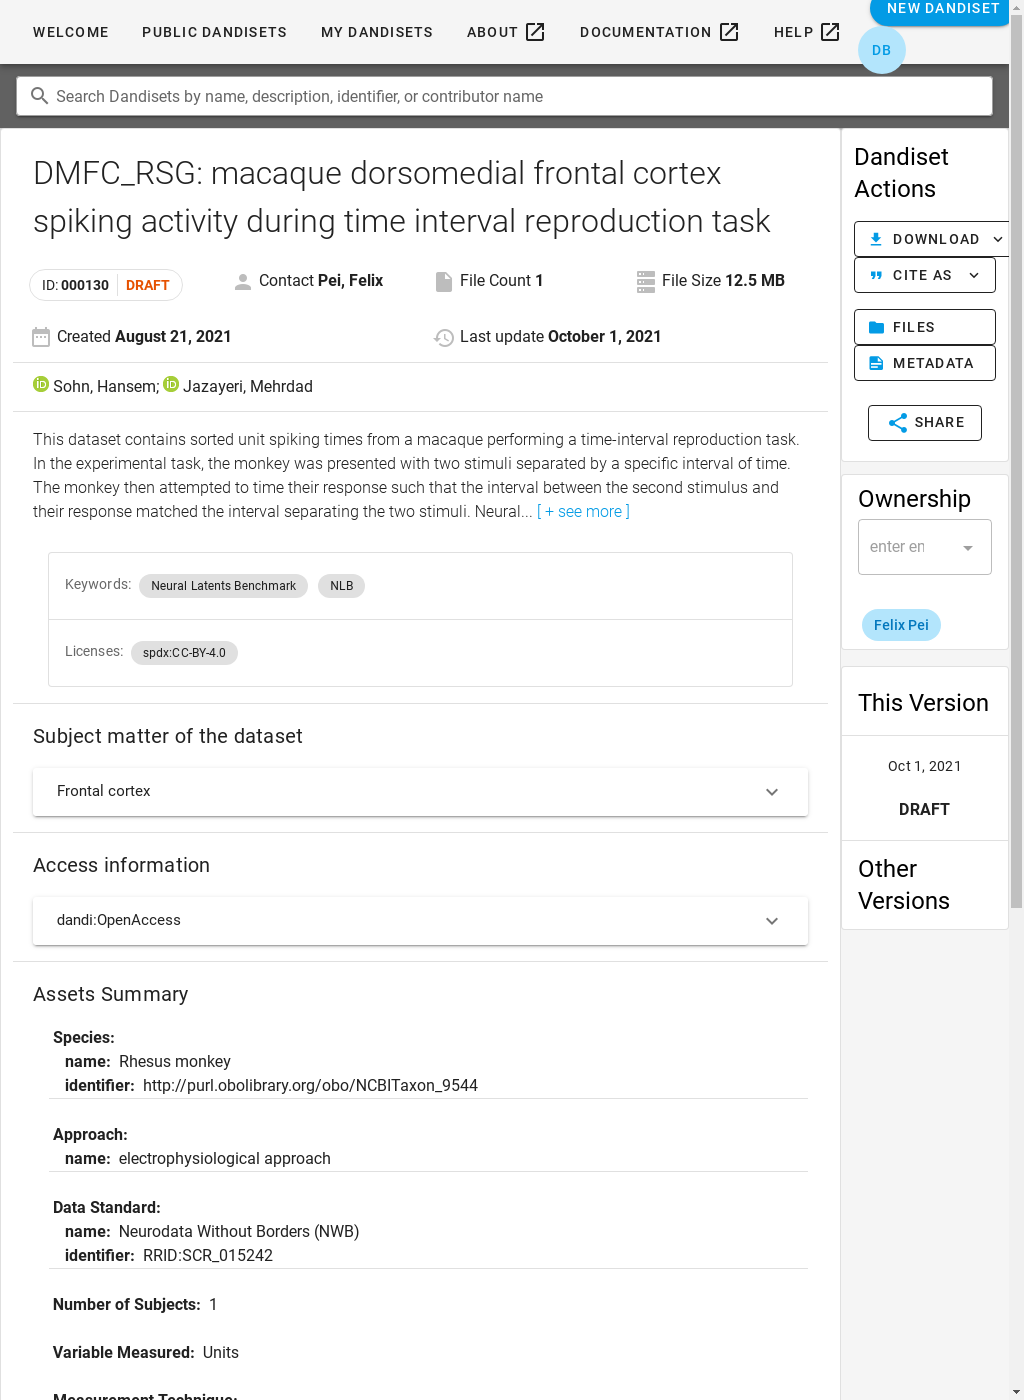 WELCOME PUBLIC DANDISETS MY DANDISETS ABOUT DOCUMENTATION HELP NEW DANDISET
DB
Search Dandisets by name, description, identifier, or contributor name
DMFC_RSG: macaque dorsomedial frontal cortex
spiking activity during time interval reproduction task
ID: 000130 DRAFT Contact Pei, Felix File Count 1 File Size 12.5 MB
Created August 21, 2021 Last update October 1, 2021
iD Sohn, Hansem; iD Jazayeri, Mehrdad
This dataset contains sorted unit spiking times from a macaque performing a time-interval reproduction task.
In the experimental task, the monkey was presented with two stimuli separated by a specific interval of time.
The monkey then attempted to time their response such that the interval between the second stimulus and
their response matched the interval separating the two stimuli. Neural... [ + see more ]
Keywords: Neural Latents Benchmark NLB
Licenses: spdx:CC-BY-4.0
Subject matter of the dataset
Frontal cortex
Access information
dandi:OpenAccess
Assets Summary
Species:
name: Rhesus monkey
identifier: http://purl.obolibrary.org/obo/NCBITaxon_9544
Approach:
name: electrophysiological approach
Data Standard:
name: Neurodata Without Borders (NWB)
identifier: RRID:SCR_015242
Number of Subjects: 1
Variable Measured: Units
Measurement Technique:
Dandiset
Actions
DOWNLOAD
CITE AS
FILES
METADATA
SHARE
Ownership
enter en
Felix Pei
This Version
Oct 1, 2021
DRAFT
Other
Versions